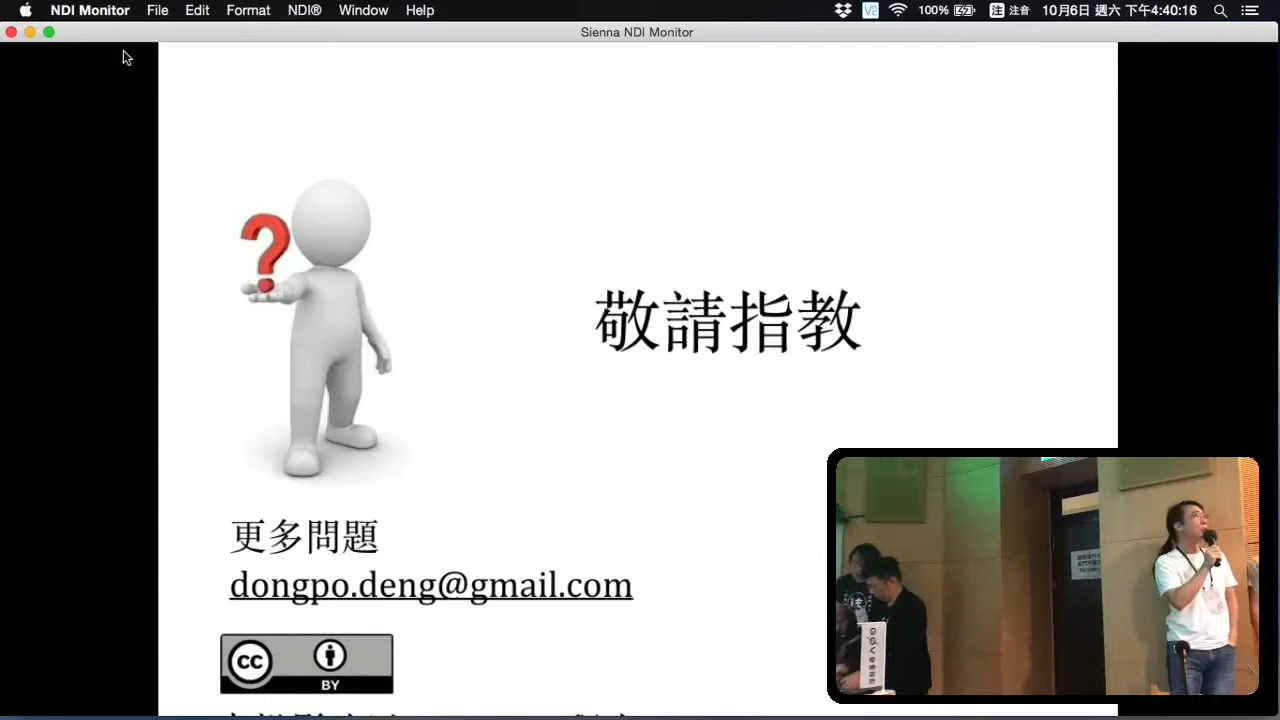 NDI Monitor File Edit Format NDI® Window Help 100% 注 注音 10月6日 週六 下午4:40:16
Sienna NDI Monitor
?
敬請指教
更多問題
dongpo.deng@gmail.com
cc
BY